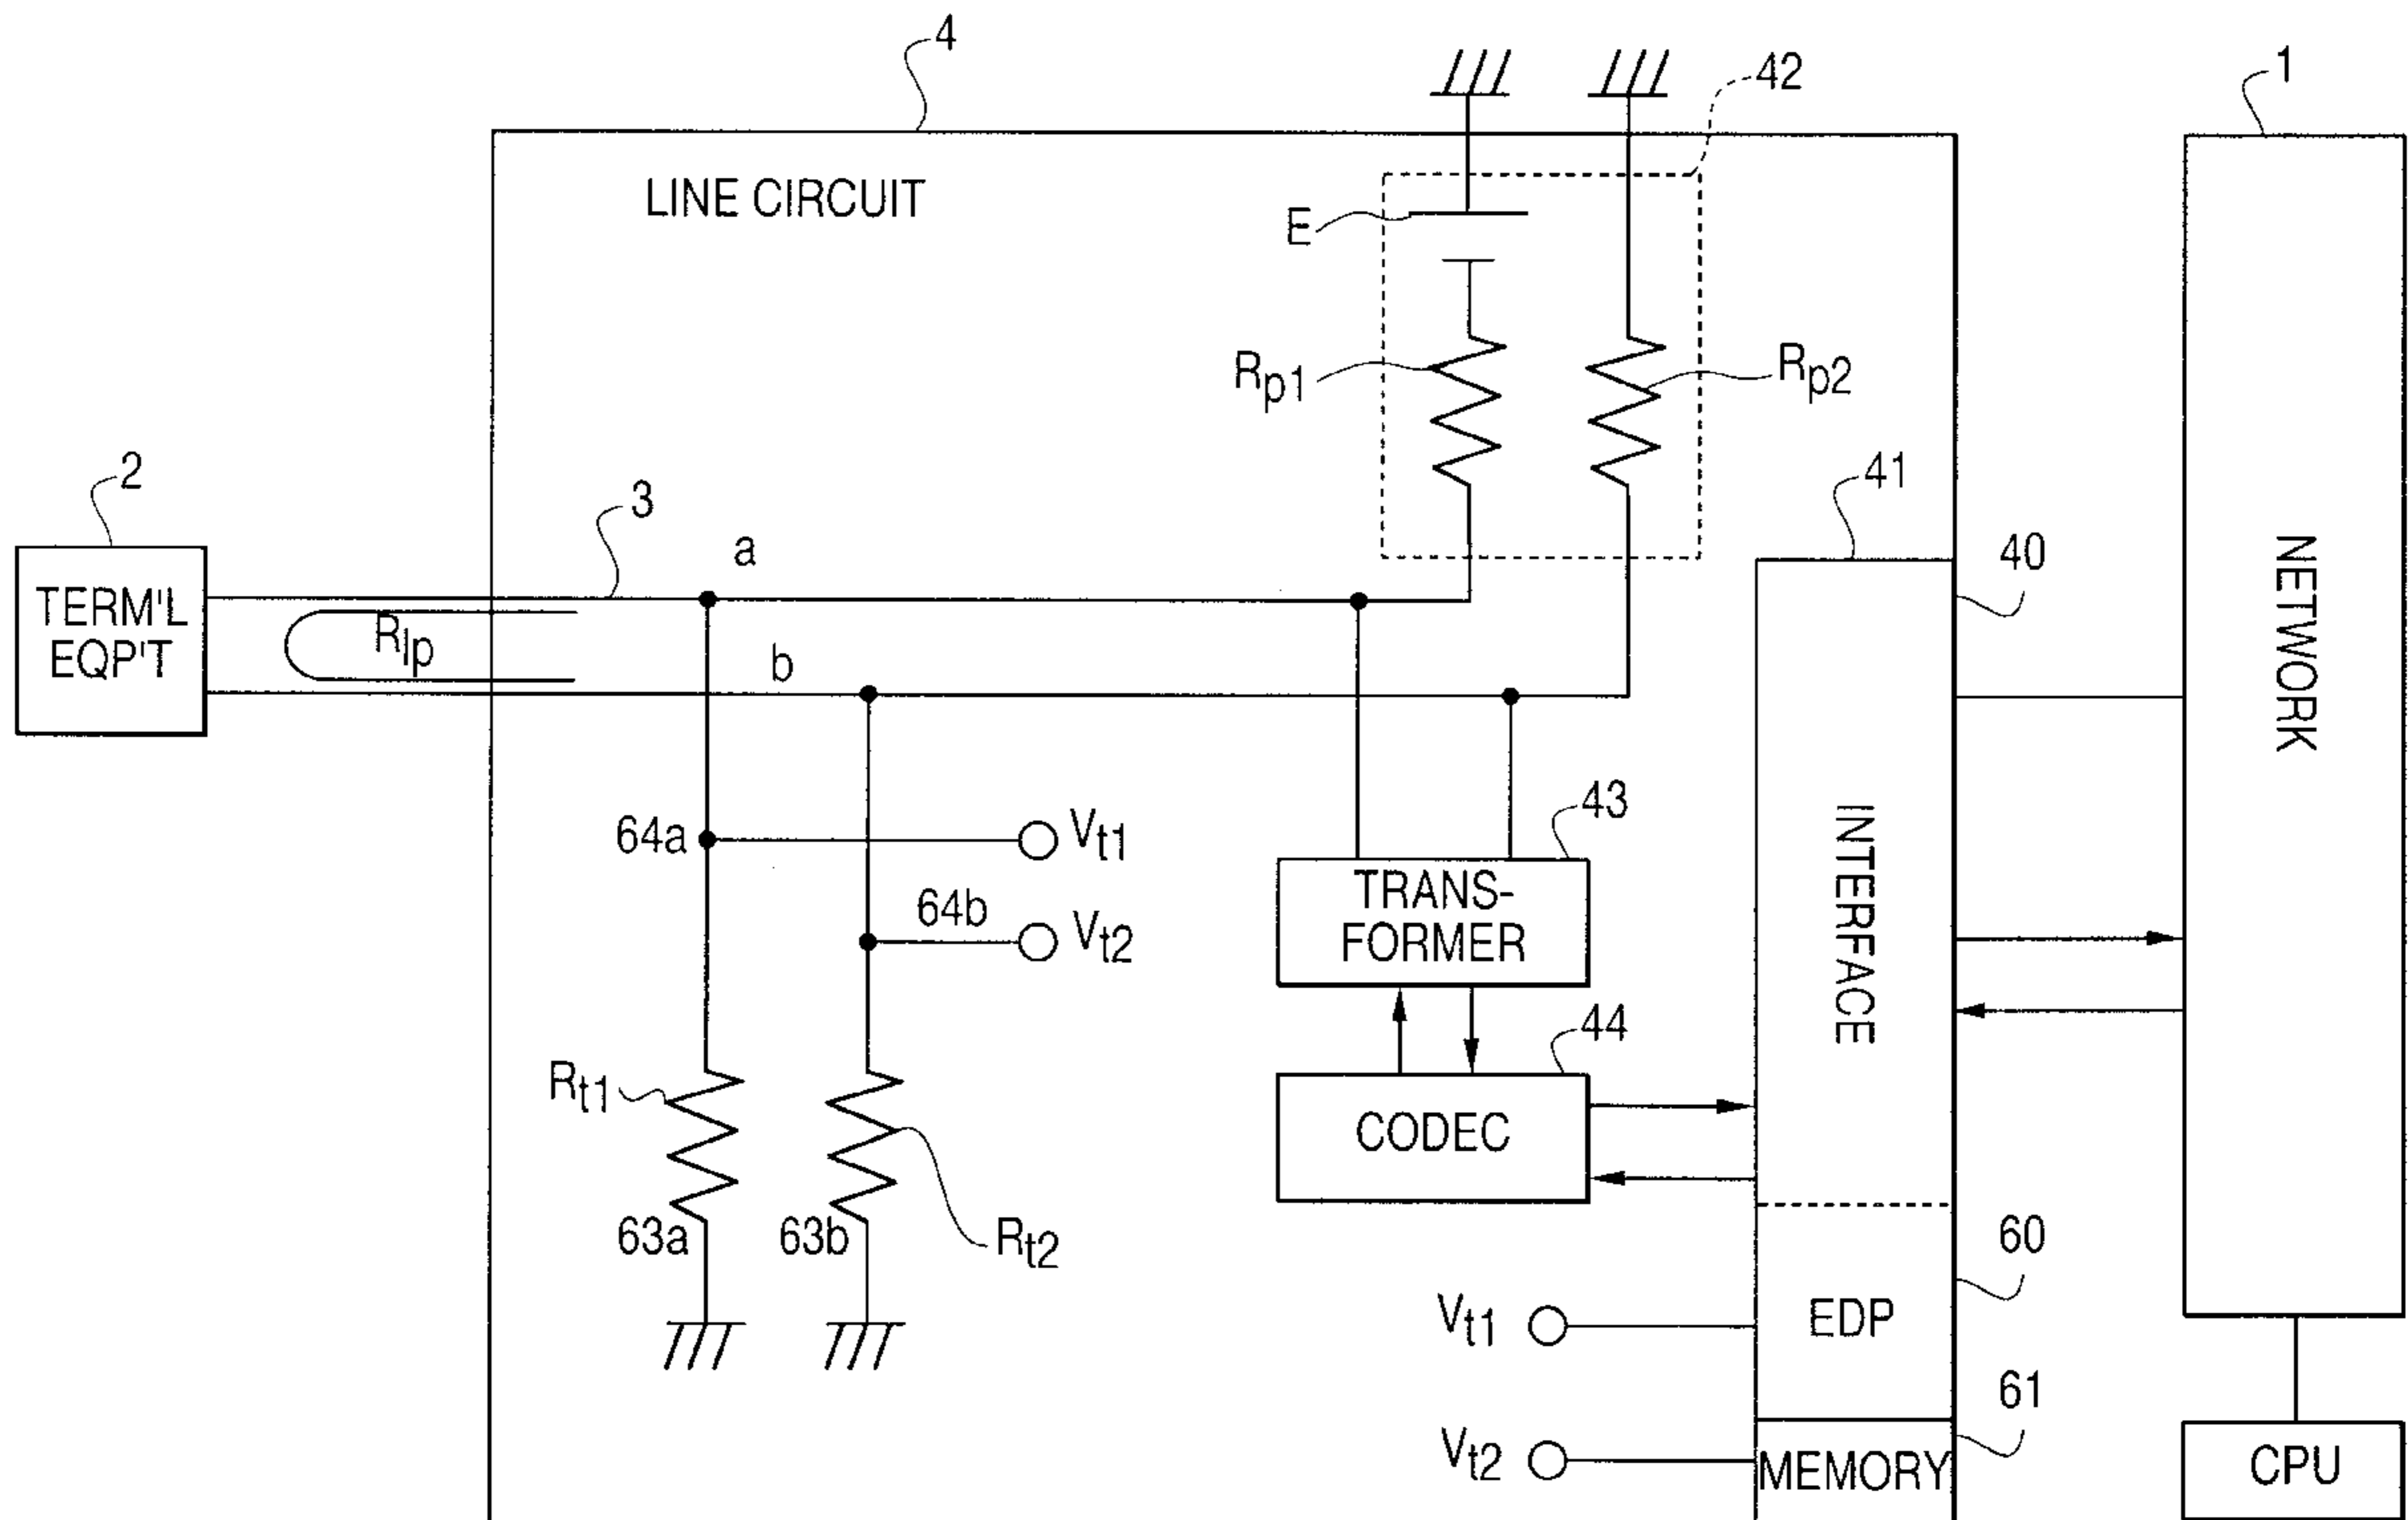 4
42
1
LINE CIRCUIT
E
Rp1
Rp2
2
3
41
40
a
TERM'L
EQP'T
Rlp
b
NETWORK
43
64a
Vt1
INTERFACE
TRANS-
FORMER
64b
Vt2
44
Rt1
CODEC
63a
63b
Rt2
60
Vt1
EDP
61
Vt2
MEMORY
CPU